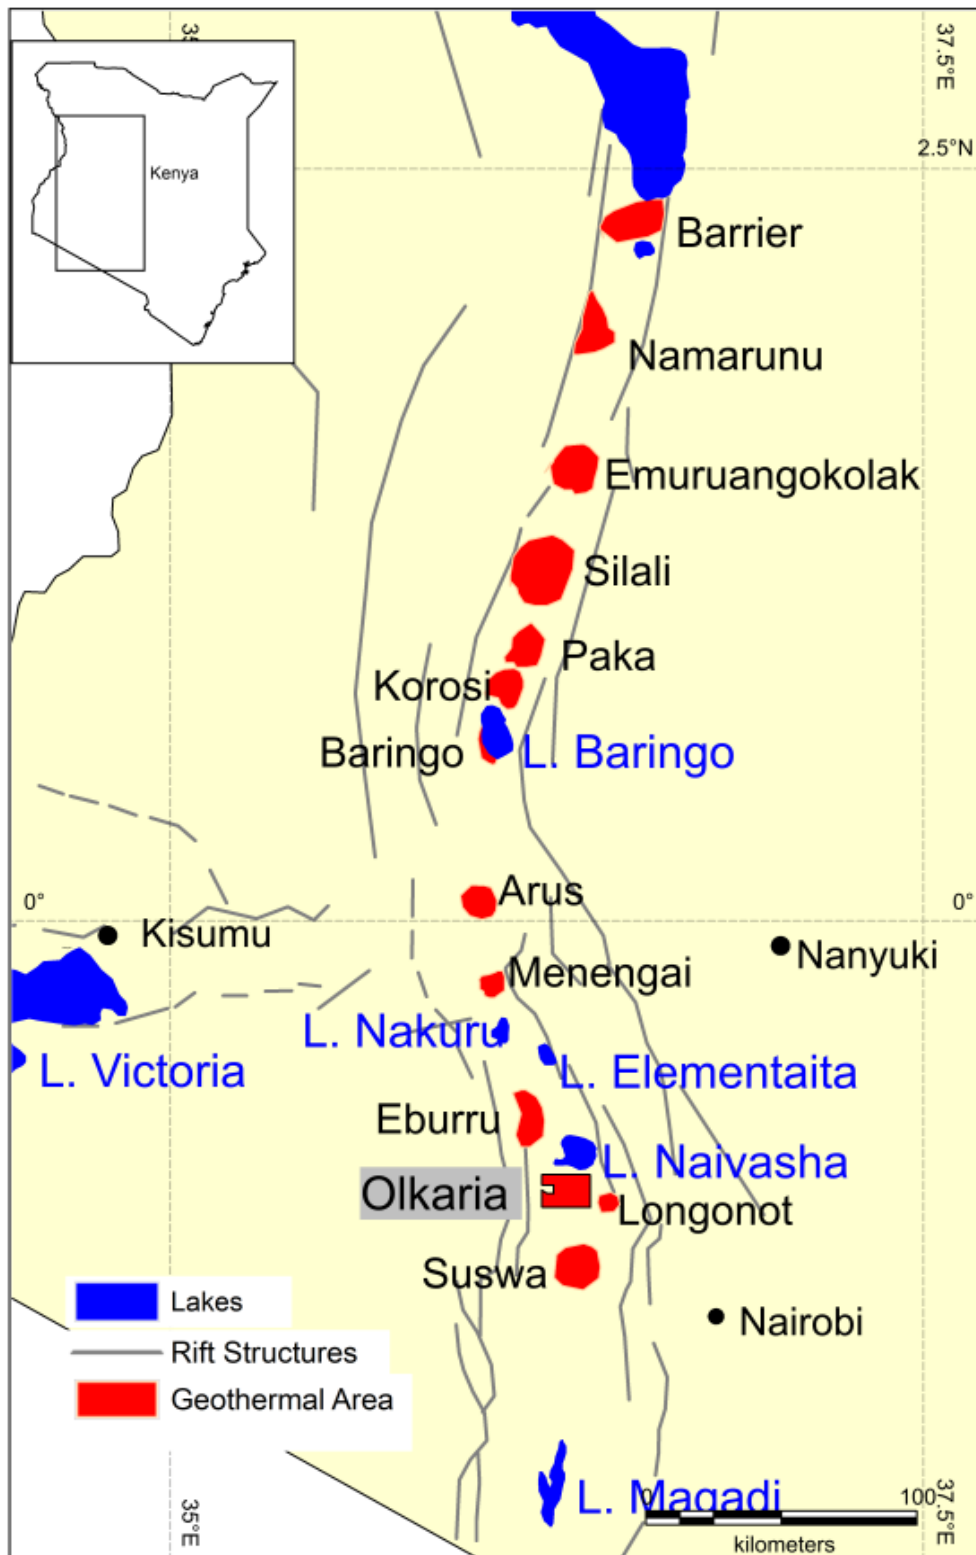 37.5°E
2.5°N
Kenya
Barrier
Namarunu
Emuruangokolak
Silali
Paka
Korosi
Baringo
L. Baringo
Arus
0°
0°
Kisumu
Nanyuki
Menengai
L. Nakuru
L. Victoria
L. Elementaita
Eburru
L. Naivasha
Olkaria
Longonot
Suswa
Lakes
Nairobi
Rift Structures
Geothermal Area
L. Magadi
0
100
kilometers
35°E
37.5°E